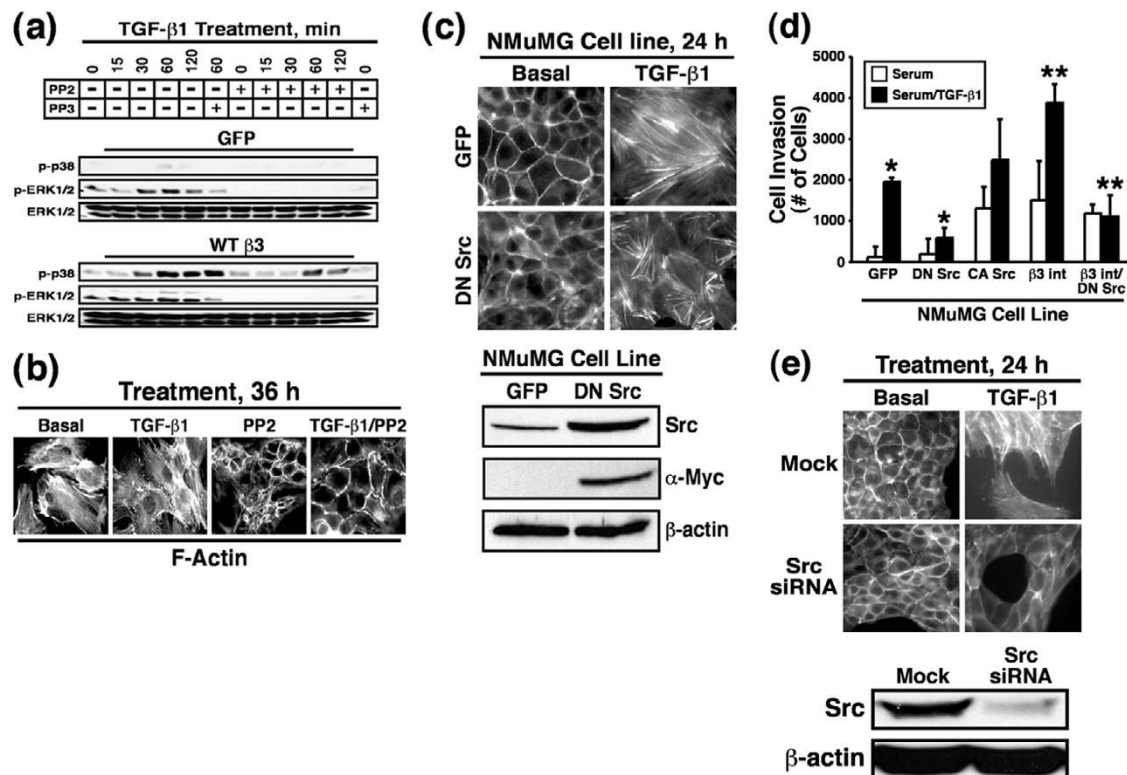 (a)
TGF-β1 Treatment, min
0 15 30 60 120 60 0 15 30 60 120 0
PP2 - - - - - - + + + + + -
PP3 - - - - - + - - - - - +
GFP
p-p38
p-ERK1/2
ERK1/2
WT β3
p-p38
p-ERK1/2
ERK1/2
(b)
Treatment, 36 h
Basal TGF-β1 PP2 TGF-β1/PP2
F-Actin
(c)
NMuMG Cell line, 24 h
Basal TGF-β1
GFP
DN Src
NMuMG Cell Line
GFP DN Src
Src
α-Myc
β-actin
(d)
Cell Invasion
(# of Cells)
5000
4000
3000
2000
1000
0
Serum
Serum/TGF-β1
* * ** **
GFP DN Src CA Src β3 int β3 int/
DN Src
NMuMG Cell Line
(e)
Treatment, 24 h
Basal TGF-β1
Mock
Src
siRNA
Mock Src
siRNA
Src
β-actin